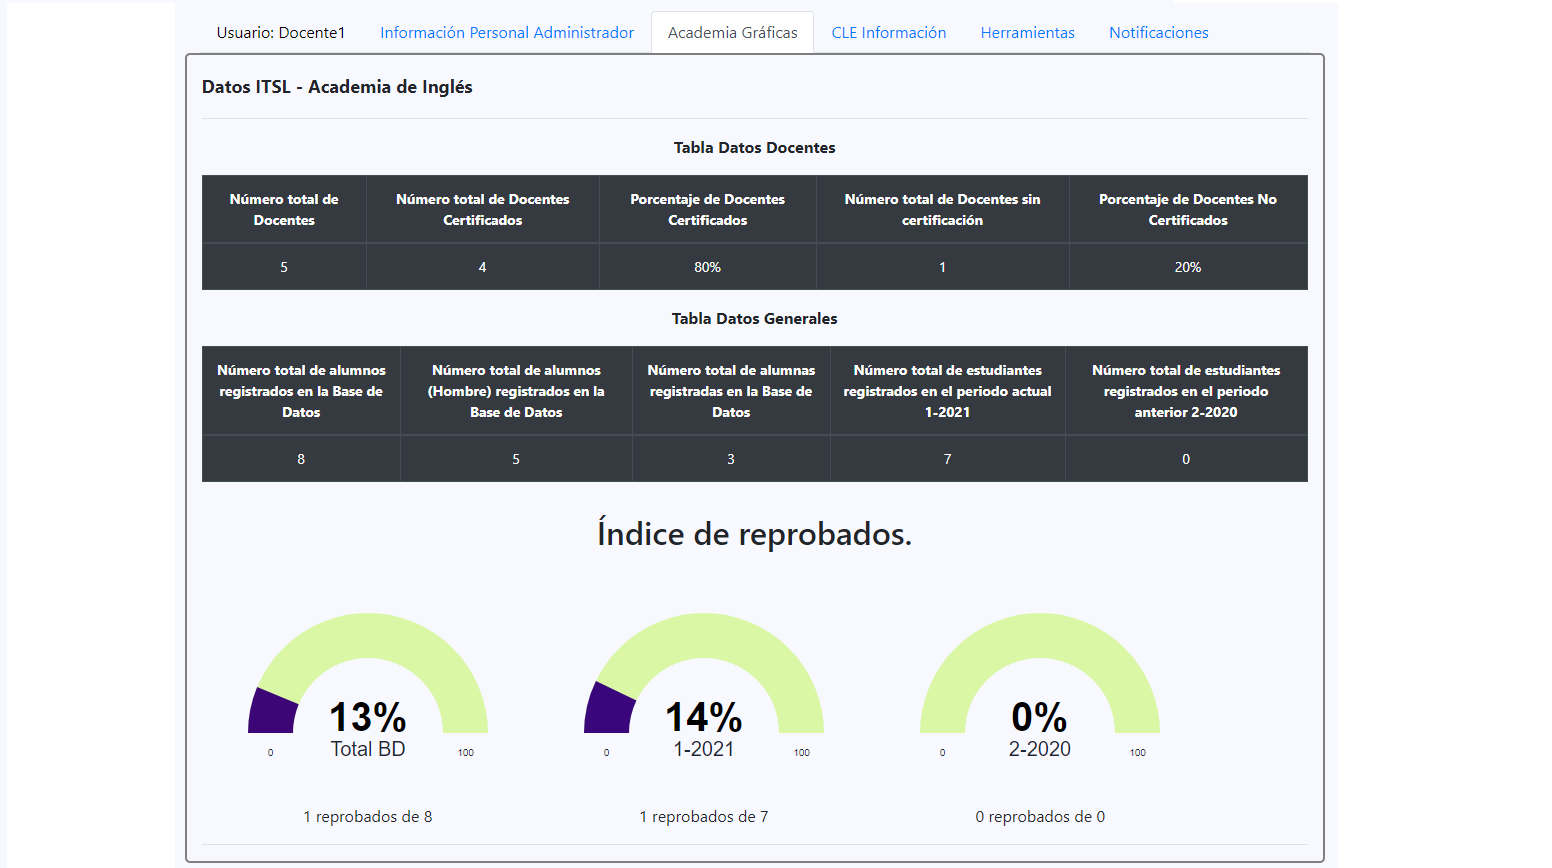 Usuario: Docente1 Información Personal Administrador Academia Gráficas CLE Información Herramientas Notificaciones
Datos ITSL - Academia de Inglés
Tabla Datos Docentes
Número total de Docentes Número total de Docentes Certificados Porcentaje de Docentes Certificados Número total de Docentes sin certificación Porcentaje de Docentes No Certificados
5 4 80% 1 20%
Tabla Datos Generales
Número total de alumnos registrados en la Base de Datos Número total de alumnos (Hombre) registrados en la Base de Datos Número total de alumnas registradas en la Base de Datos Número total de estudiantes registrados en el periodo actual 1-2021 Número total de estudiantes registrados en el periodo anterior 2-2020
8 5 3 7 0
Índice de reprobados.
13% 14% 0%
Total BD 1-2021 2-2020
0 100 0 100 0 100
1 reprobados de 8 1 reprobados de 7 0 reprobados de 0